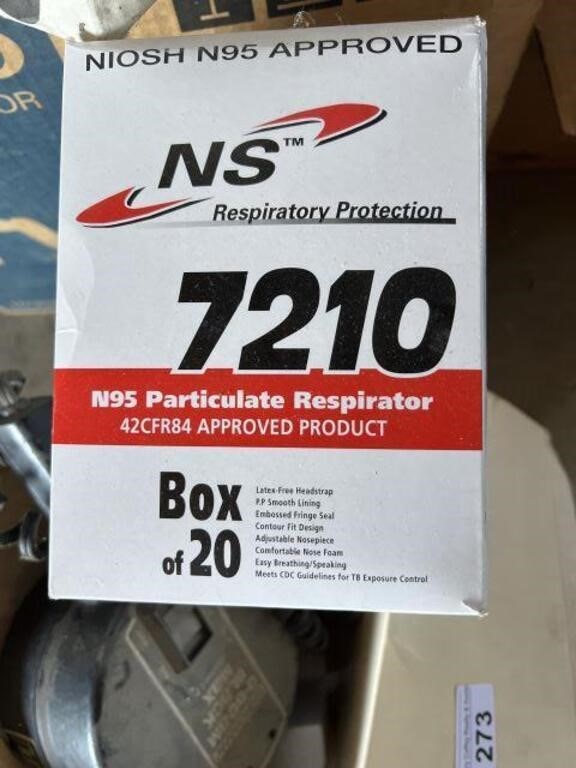 NIOSH N95 APPROVED
NS™
Respiratory Protection
7210
N95 Particulate Respirator
42CFR84 APPROVED PRODUCT
Box
of 20
Latex-Free Headstrap
P.P Smooth Lining
Embossed Fringe Seal
Contour Fit Design
Adjustable Nosepiece
Comfortable Nose Foam
Easy Breathing/Speaking
Meets CDC Guidelines for TB Exposure Control
OR
273